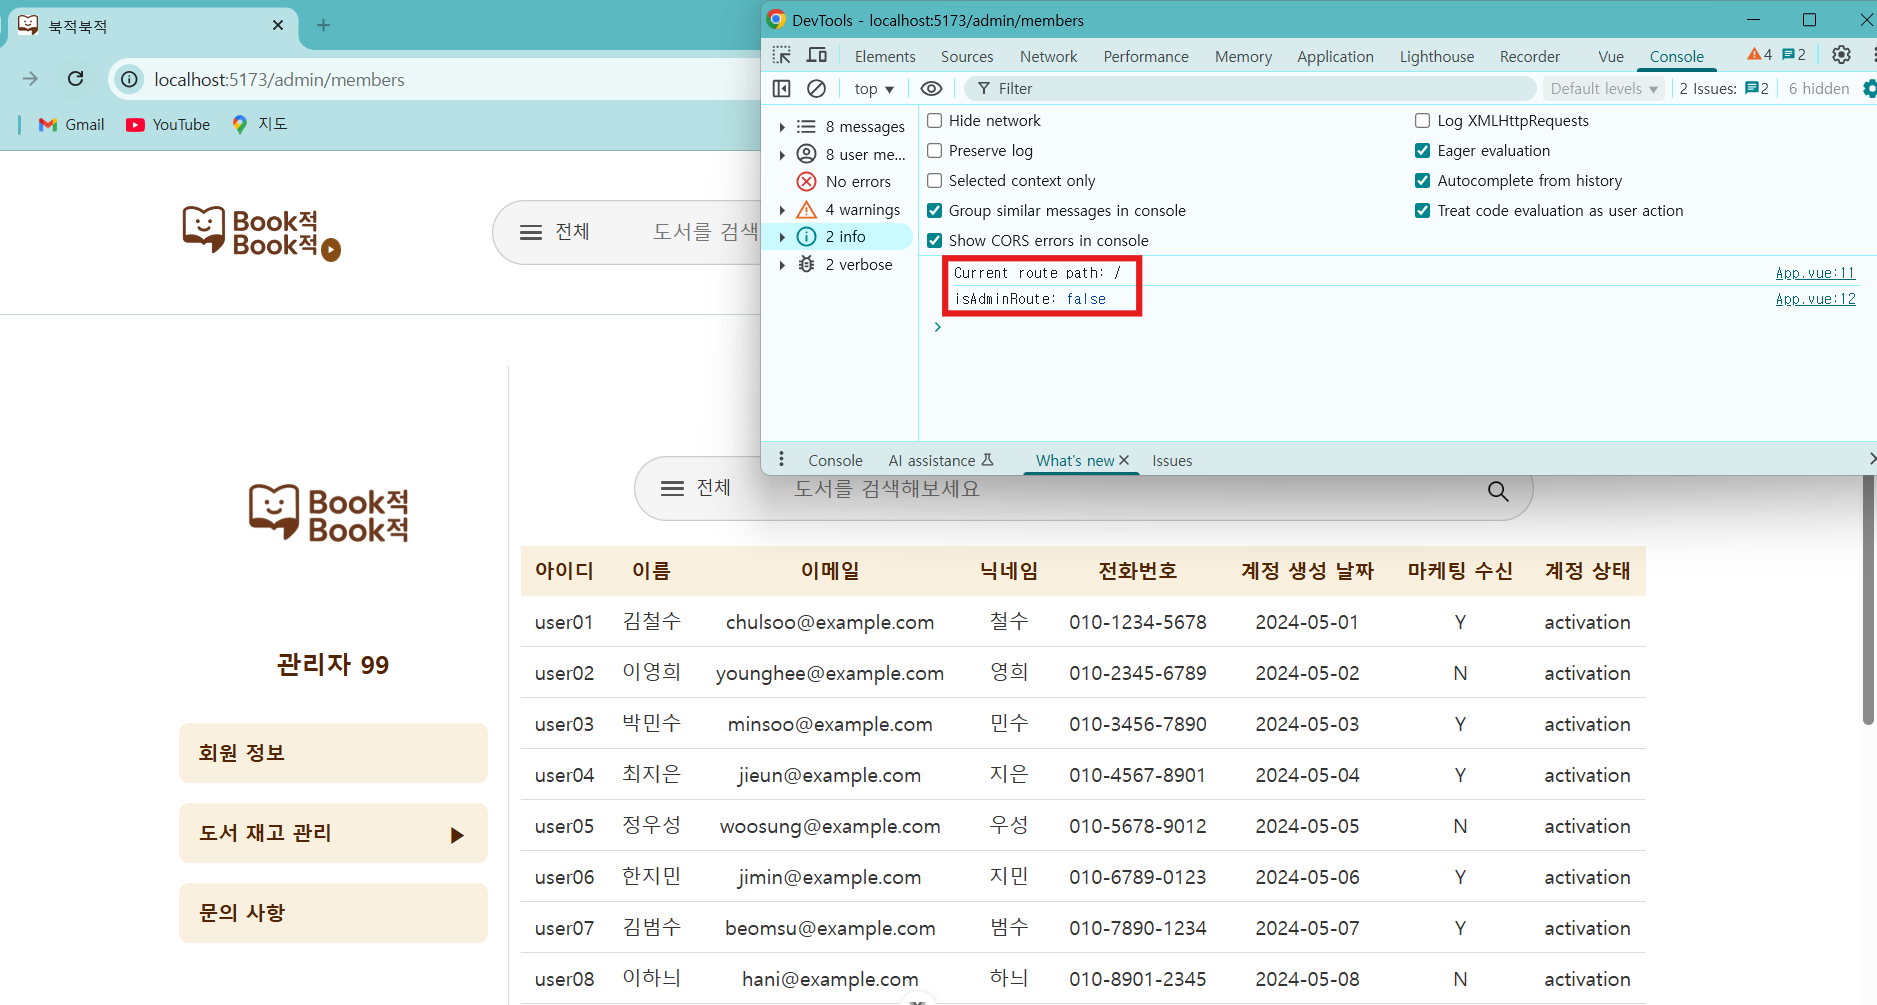 북적북적
DevTools - localhost:5173/admin/members
localhost:5173/admin/members
Gmail YouTube 지도
Elements Sources Network Performance Memory Application Lighthouse Recorder Vue Console 4 2
top Filter Default levels 2 Issues: 2 6 hidden
8 messages
8 user me...
No errors
4 warnings
2 info
2 verbose
Hide network
Preserve log
Selected context only
Group similar messages in console
Show CORS errors in console
Log XMLHttpRequests
Eager evaluation
Autocomplete from history
Treat code evaluation as user action
Current route path: / App.vue:11
isAdminRoute: false App.vue:12
Console AI assistance What's new Issues
Book적
Book적
전체 도서를 검색
Book적
Book적
관리자 99
회원 정보
도서 재고 관리
문의 사항
전체 도서를 검색해보세요
아이디 이름 이메일 닉네임 전화번호 계정 생성 날짜 마케팅 수신 계정 상태
user01 김철수 chulsoo@example.com 철수 010-1234-5678 2024-05-01 Y activation
user02 이영희 younghee@example.com 영희 010-2345-6789 2024-05-02 N activation
user03 박민수 minsoo@example.com 민수 010-3456-7890 2024-05-03 Y activation
user04 최지은 jieun@example.com 지은 010-4567-8901 2024-05-04 Y activation
user05 정우성 woosung@example.com 우성 010-5678-9012 2024-05-05 N activation
user06 한지민 jimin@example.com 지민 010-6789-0123 2024-05-06 Y activation
user07 김범수 beomsu@example.com 범수 010-7890-1234 2024-05-07 Y activation
user08 이하늬 hani@example.com 하늬 010-8901-2345 2024-05-08 N activation